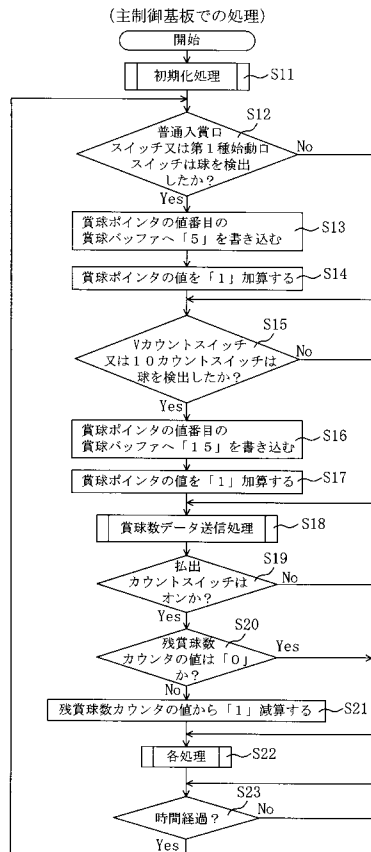 (主制御基板での処理)
開始
初期化処理
S11
S12
普通入賞口
スイッチ又は第1種始動口
スイッチは球を検出
したか?
No
Yes
賞球ポインタの値番目の
賞球バッファへ「5」を書き込む
S13
賞球ポインタの値を「1」加算する
S14
S15
Vカウントスイッチ
又は10カウントスイッチは
球を検出したか?
No
Yes
賞球ポインタの値番目の
賞球バッファへ「15」を書き込む
S16
賞球ポインタの値を「1」加算する
S17
賞球数データ送信処理
S18
S19
払出
カウントスイッチは
オンか?
No
Yes
S20
残賞球数
カウンタの値は「0」
か?
Yes
No
残賞球数カウンタの値から「1」減算する
S21
各処理
S22
S23
時間経過?
No
Yes